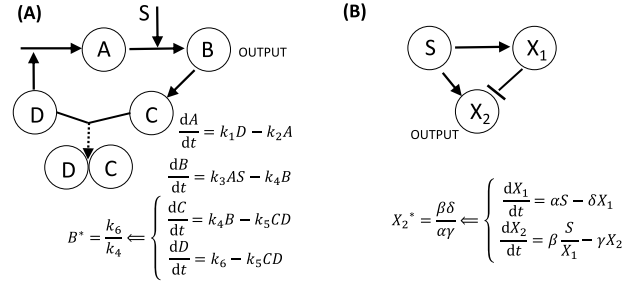 (A)
S
A
B
OUTPUT
D
C
D C
dA/dt = k₁D − k₂A
dB/dt = k₃AS − k₄B
B* = k₆/k₄ ⇐ { dC/dt = k₄B − k₅CD
dD/dt = k₆ − k₅CD
(B)
S
X₁
X₂
OUTPUT
X₂* = βδ/αγ ⇐ { dX₁/dt = αS − δX₁
dX₂/dt = β S/X₁ − γX₂